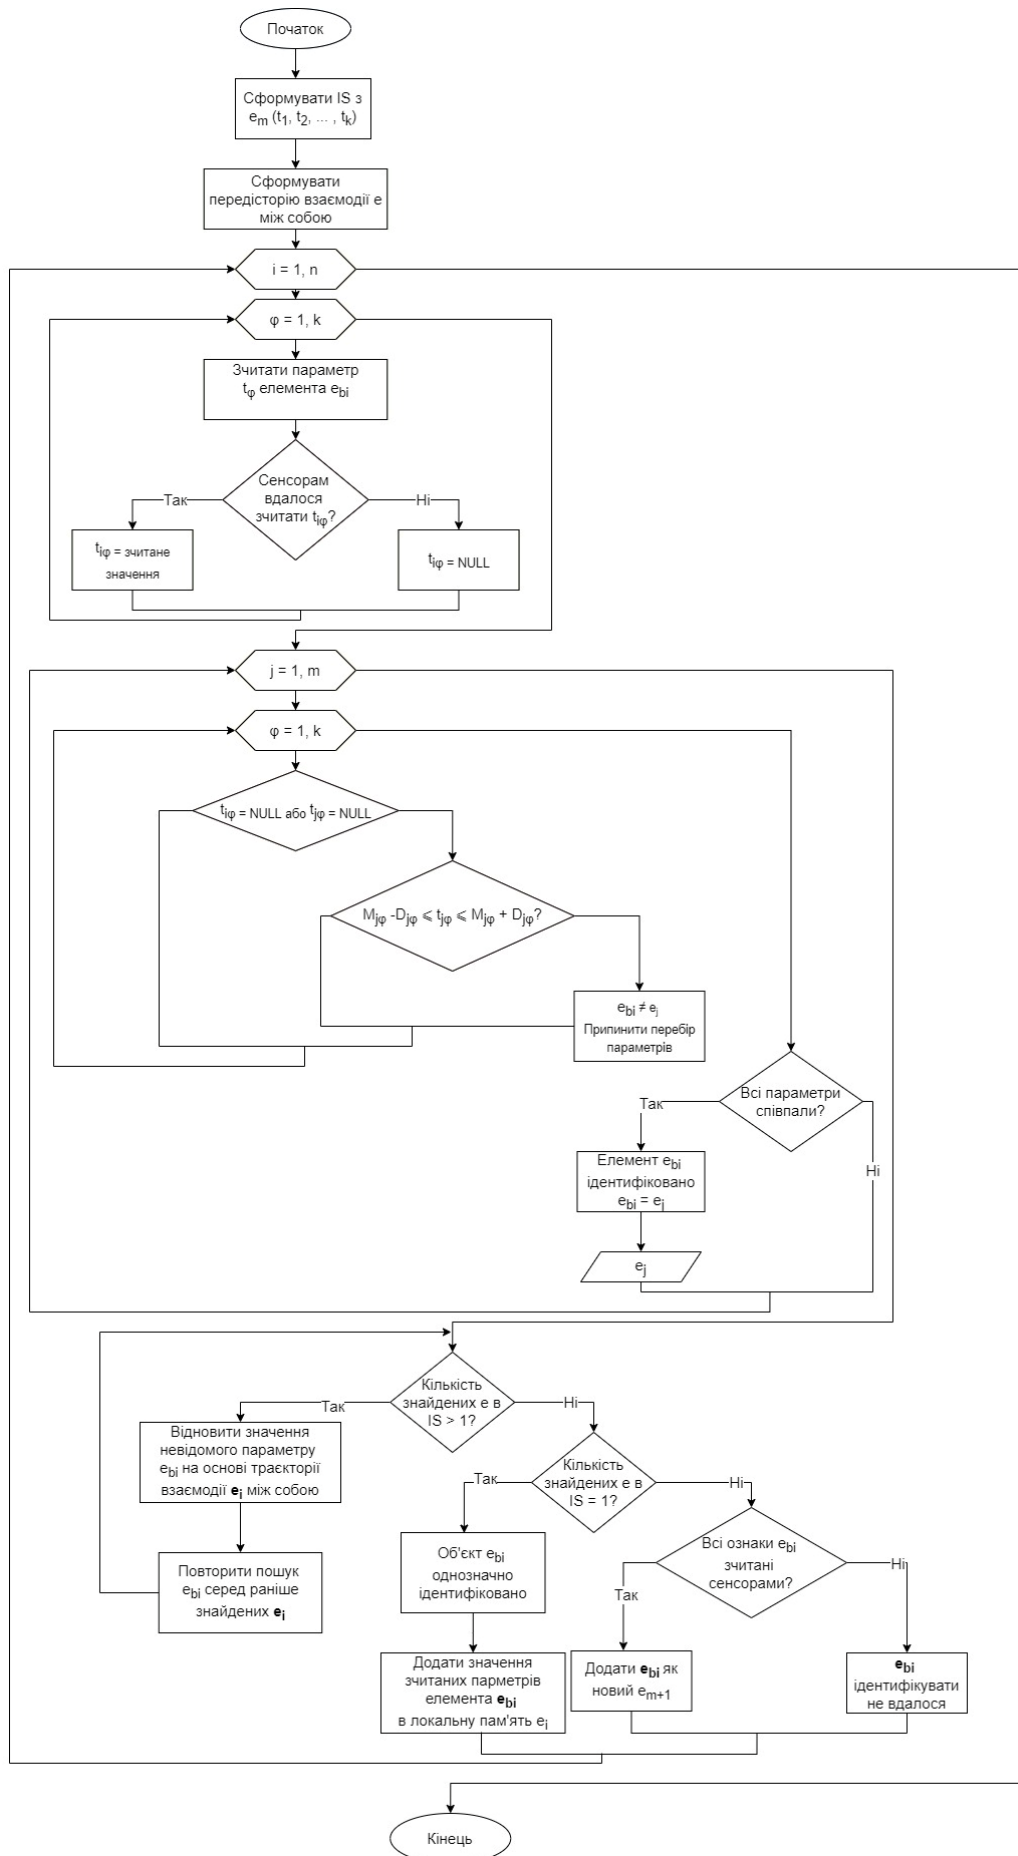 Початок
Сформувати IS з
e_m (t_1, t_2, ... , t_k)
Сформувати
передісторію взаємодії e
між собою
i = 1, n
φ = 1, k
Зчитати параметр
t_φ елемента e_bi
Сенсорам
вдалося
зчитати t_iφ?
Так
Ні
t_iφ = зчитане
значення
t_iφ = NULL
j = 1, m
φ = 1, k
t_iφ = NULL або t_jφ = NULL
M_jφ -D_jφ ⩽ t_jφ ⩽ M_jφ + D_jφ?
e_bi ≠ e_j
Припинити перебір
параметрів
Всі параметри
співпали?
Так
Ні
Елемент e_bi
ідентифіковано
e_bi = e_j
e_j
Кількість
знайдених е в
IS > 1?
Так
Ні
Відновити значення
невідомого параметру
e_bi на основі траєкторії
взаємодії e_i між собою
Повторити пошук
e_bi серед раніше
знайдених e_i
Кількість
знайдених е в
IS = 1?
Так
Ні
Об'єкт e_bi
однозначно
ідентифіковано
Всі ознаки e_bi
зчитані
сенсорами?
Так
Ні
Додати значення
зчитаних парметрів
елемента e_bi
в локальну пам'ять e_i
Додати e_bi як
новий e_m+1
e_bi
ідентифікувати
не вдалося
Кінець